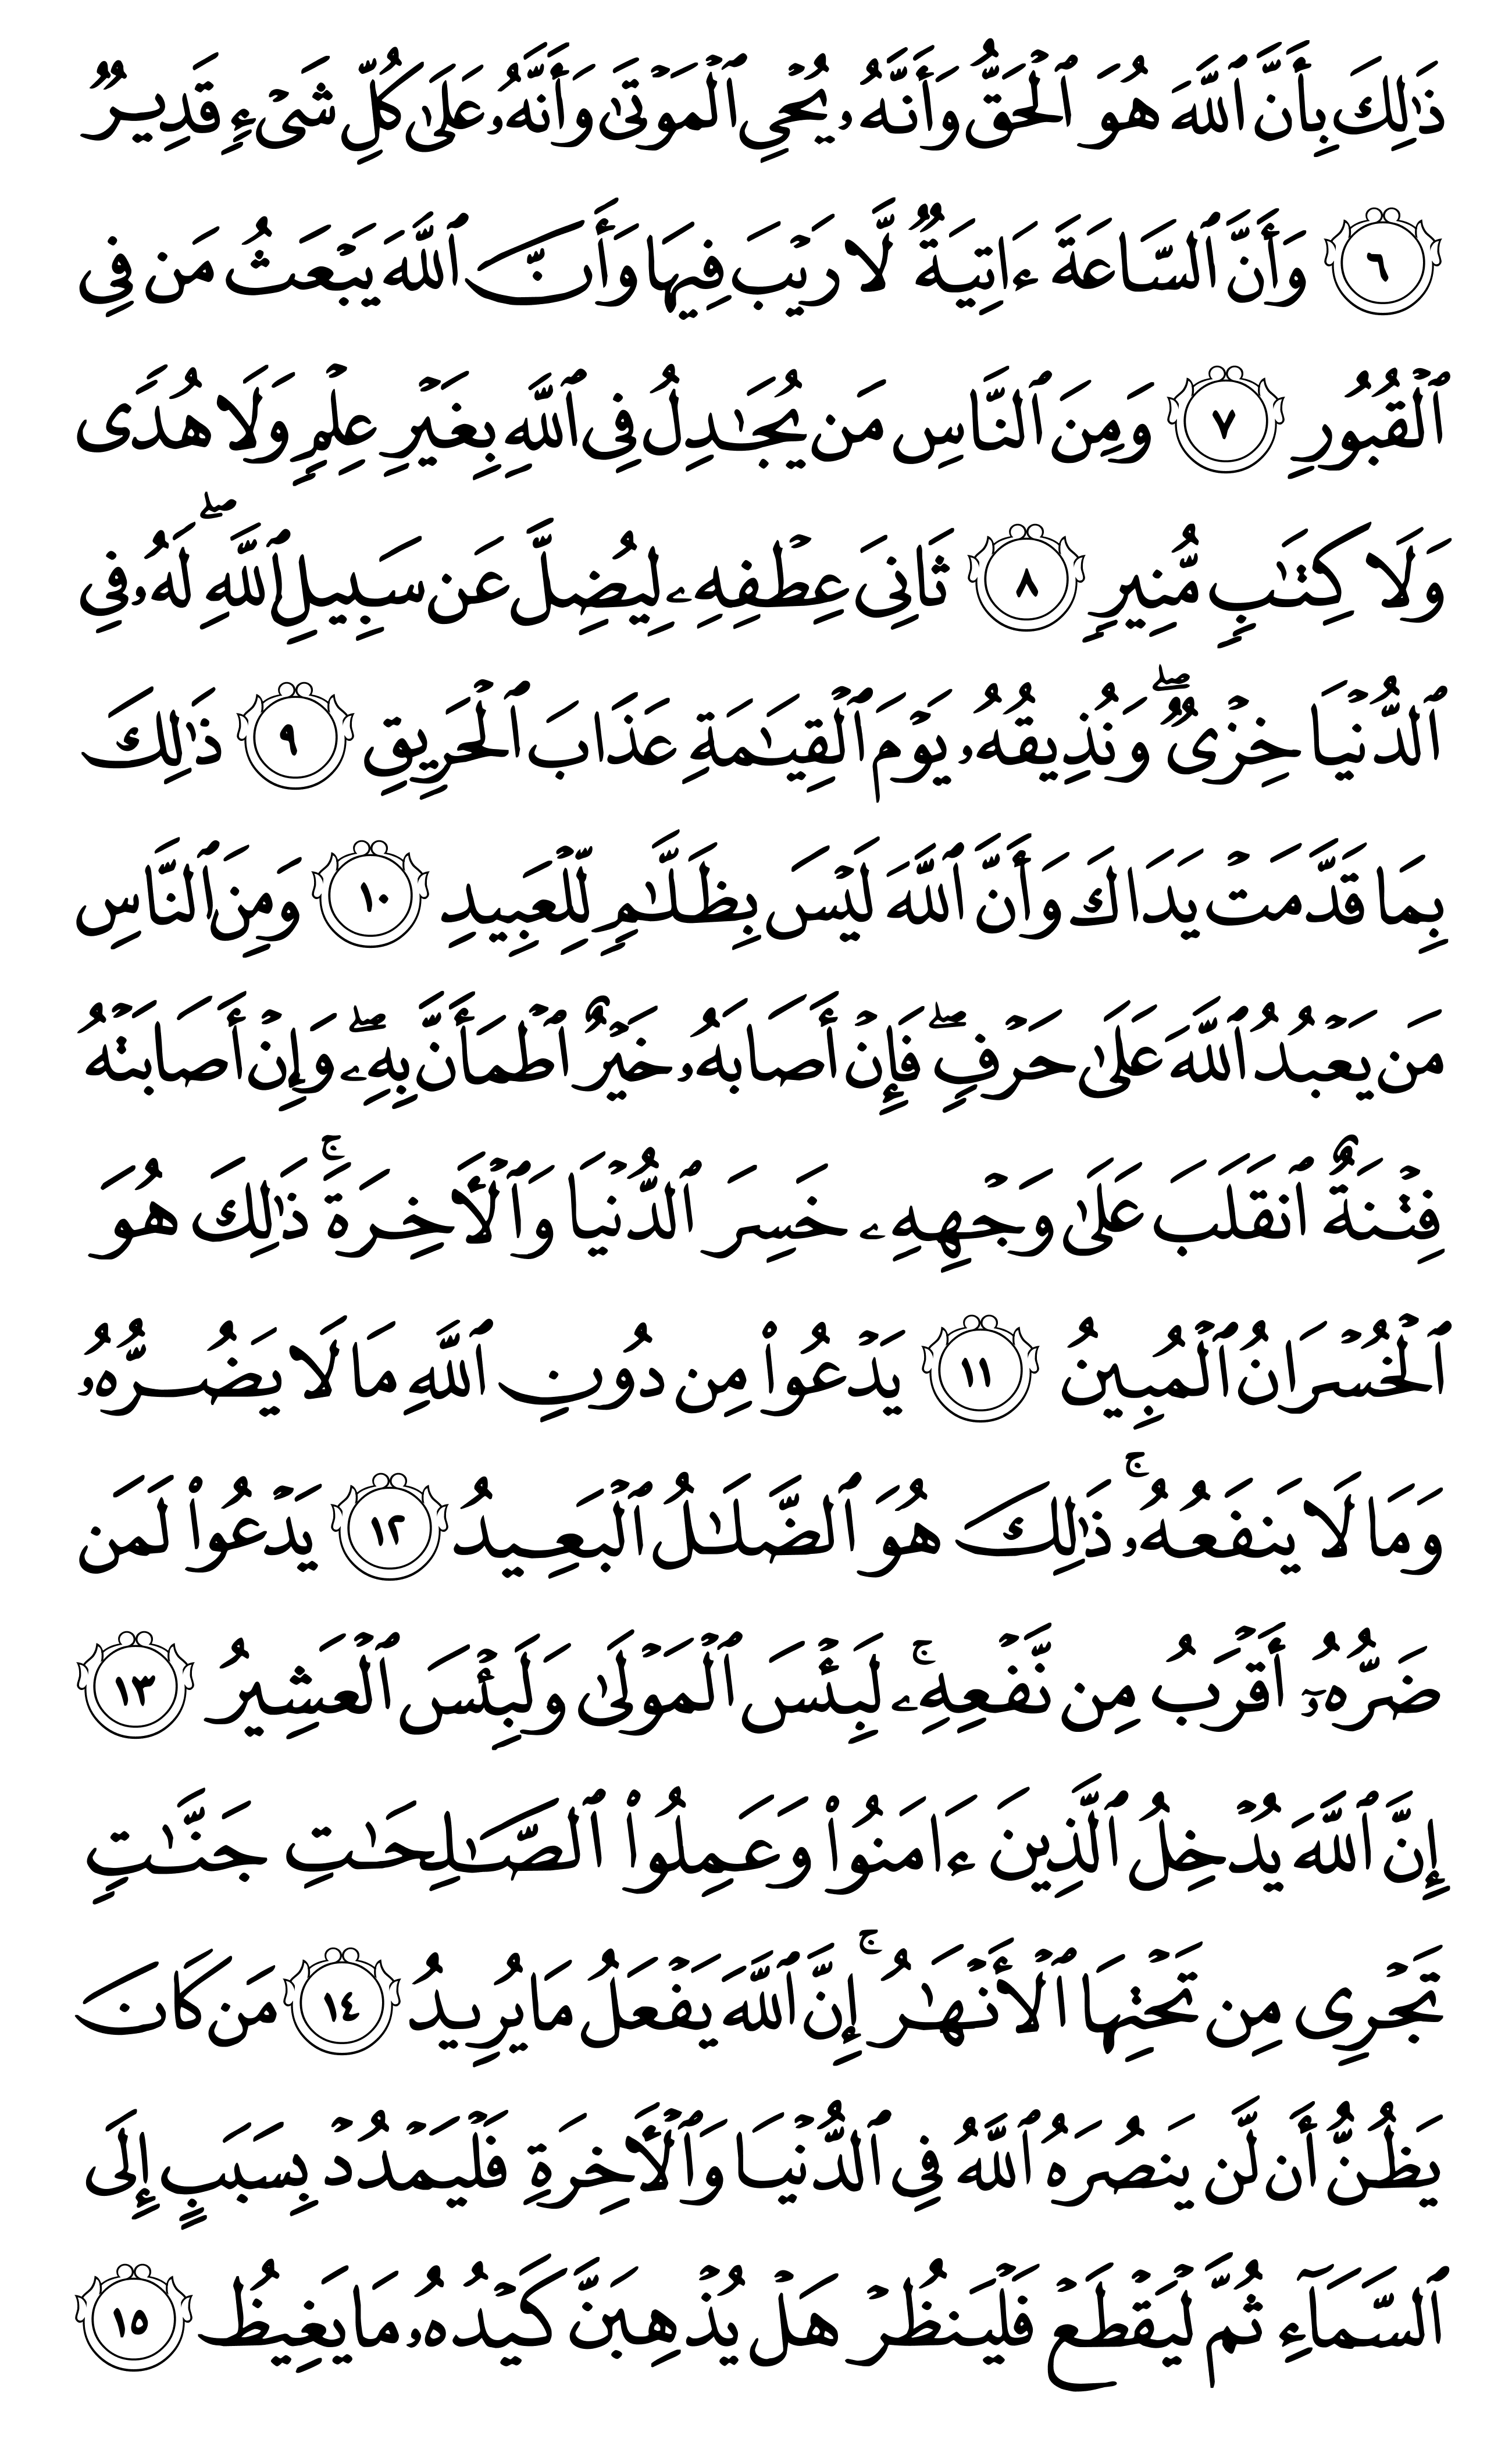 ذَٰلِكَ بِأَنَّ ٱللَّهَ هُوَ ٱلْحَقُّ وَأَنَّهُۥ يُحْىِ ٱلْمَوْتَىٰ وَأَنَّهُۥ عَلَىٰ كُلِّ شَىْءٍ قَدِيرٌ
٦ وَأَنَّ ٱلسَّاعَةَ ءَاتِيَةٌ لَّا رَيْبَ فِيهَا وَأَنَّ ٱللَّهَ يَبْعَثُ مَن فِى
ٱلْقُبُورِ ٧ وَمِنَ ٱلنَّاسِ مَن يُجَـٰدِلُ فِى ٱللَّهِ بِغَيْرِ عِلْمٍ وَلَا هُدًى
وَلَا كِتَـٰبٍ مُّنِيرٍ ٨ ثَانِىَ عِطْفِهِۦ لِيُضِلَّ عَن سَبِيلِ ٱللَّهِ ۖ لَهُۥ فِى
ٱلدُّنْيَا خِزْىٌ ۖ وَنُذِيقُهُۥ يَوْمَ ٱلْقِيَـٰمَةِ عَذَابَ ٱلْحَرِيقِ ٩ ذَٰلِكَ
بِمَا قَدَّمَتْ يَدَاكَ وَأَنَّ ٱللَّهَ لَيْسَ بِظَلَّـٰمٍ لِّلْعَبِيدِ ١٠ وَمِنَ ٱلنَّاسِ
مَن يَعْبُدُ ٱللَّهَ عَلَىٰ حَرْفٍ ۖ فَإِنْ أَصَابَهُۥ خَيْرٌ ٱطْمَأَنَّ بِهِۦ ۖ وَإِنْ أَصَابَتْهُ
فِتْنَةٌ ٱنقَلَبَ عَلَىٰ وَجْهِهِۦ خَسِرَ ٱلدُّنْيَا وَٱلْأَخِرَةَ ۚ ذَٰلِكَ هُوَ
ٱلْخُسْرَانُ ٱلْمُبِينُ ١١ يَدْعُوا۟ مِن دُونِ ٱللَّهِ مَا لَا يَضُرُّهُۥ
وَمَا لَا يَنفَعُهُۥ ۚ ذَٰلِكَ هُوَ ٱلضَّلَـٰلُ ٱلْبَعِيدُ ١٢ يَدْعُوا۟ لَمَن
ضَرُّهُۥٓ أَقْرَبُ مِن نَّفْعِهِۦ ۚ لَبِئْسَ ٱلْمَوْلَىٰ وَلَبِئْسَ ٱلْعَشِيرُ ١٣
إِنَّ ٱللَّهَ يُدْخِلُ ٱلَّذِينَ ءَامَنُوا۟ وَعَمِلُوا۟ ٱلصَّـٰلِحَـٰتِ جَنَّـٰتٍ
تَجْرِى مِن تَحْتِهَا ٱلْأَنْهَـٰرُ ۚ إِنَّ ٱللَّهَ يَفْعَلُ مَا يُرِيدُ ١٤ مَن كَانَ
يَظُنُّ أَن لَّن يَنصُرَهُ ٱللَّهُ فِى ٱلدُّنْيَا وَٱلْأَخِرَةِ فَلْيَمْدُدْ بِسَبَبٍ إِلَى
ٱلسَّمَآءِ ثُمَّ لْيَقْطَعْ فَلْيَنظُرْ هَلْ يُذْهِبَنَّ كَيْدُهُۥ مَا يَغِيظُ ١٥